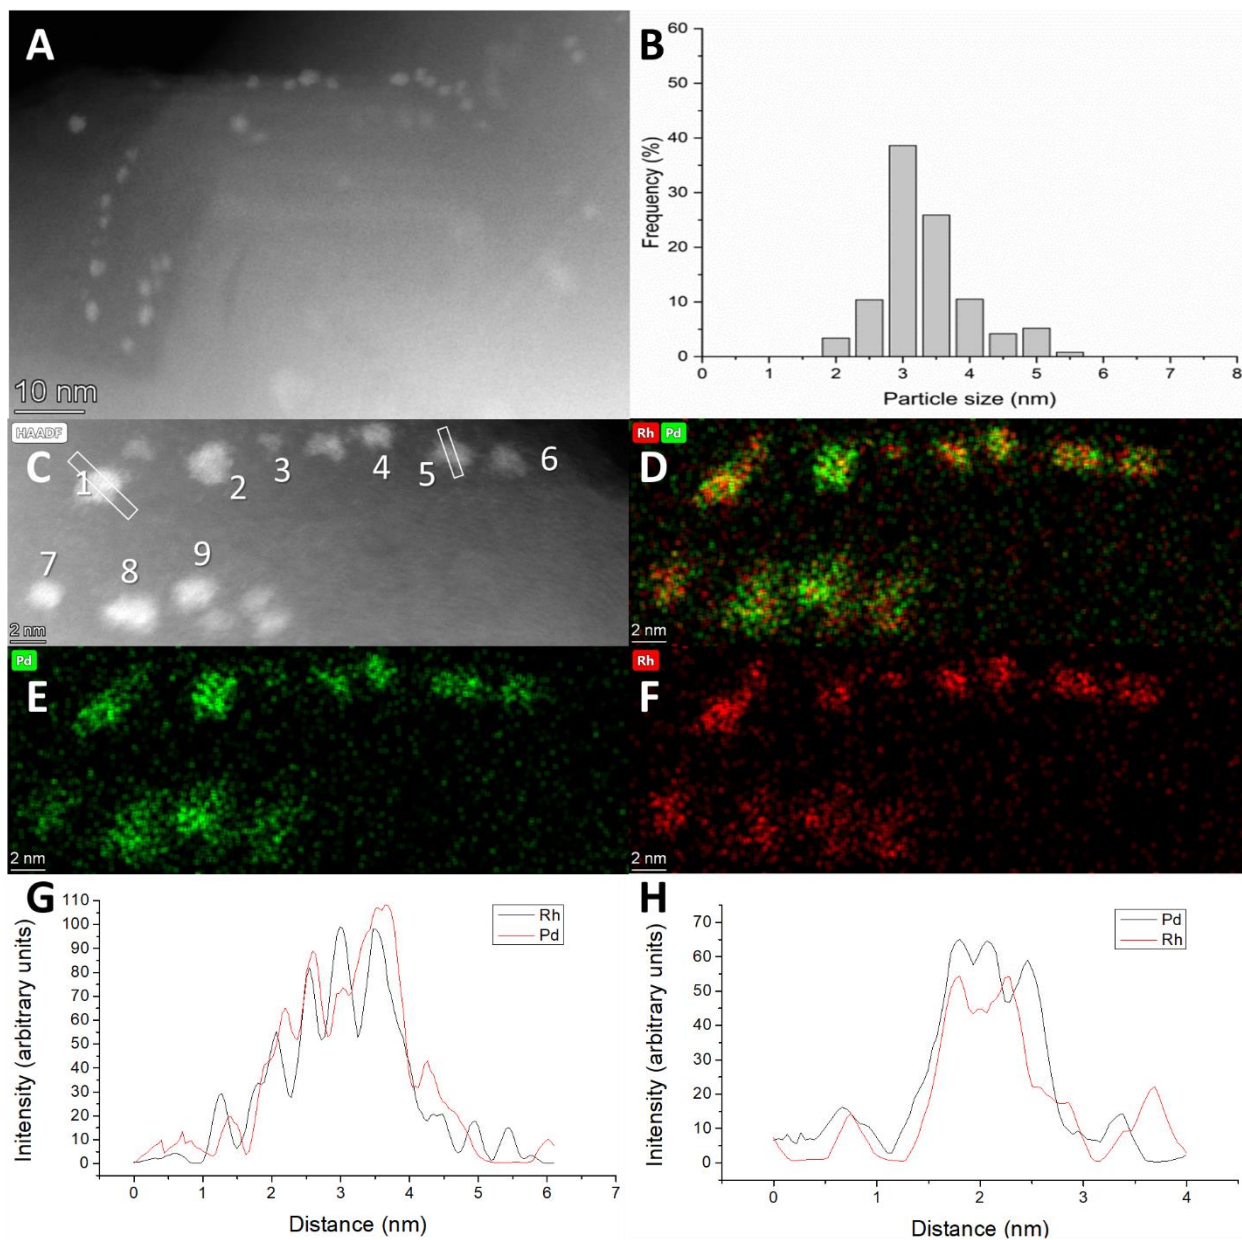 A
10 nm
B
Frequency (%)
60
50
40
30
20
10
0
0 1 2 3 4 5 6 7 8
Particle size (nm)
HAADF
C
1 2 3 4 5 6
7 8 9
2 nm
Rh Pd
D
2 nm
Pd
E
2 nm
Rh
F
2 nm
G
Initensity (arbitrary units)
110
100
90
80
70
60
50
40
30
20
10
0
Rh
Pd
0 1 2 3 4 5 6 7
Distance (nm)
H
Initensity (arbitrary units)
70
60
50
40
30
20
10
0
Pd
Rh
0 1 2 3 4
Distance (nm)